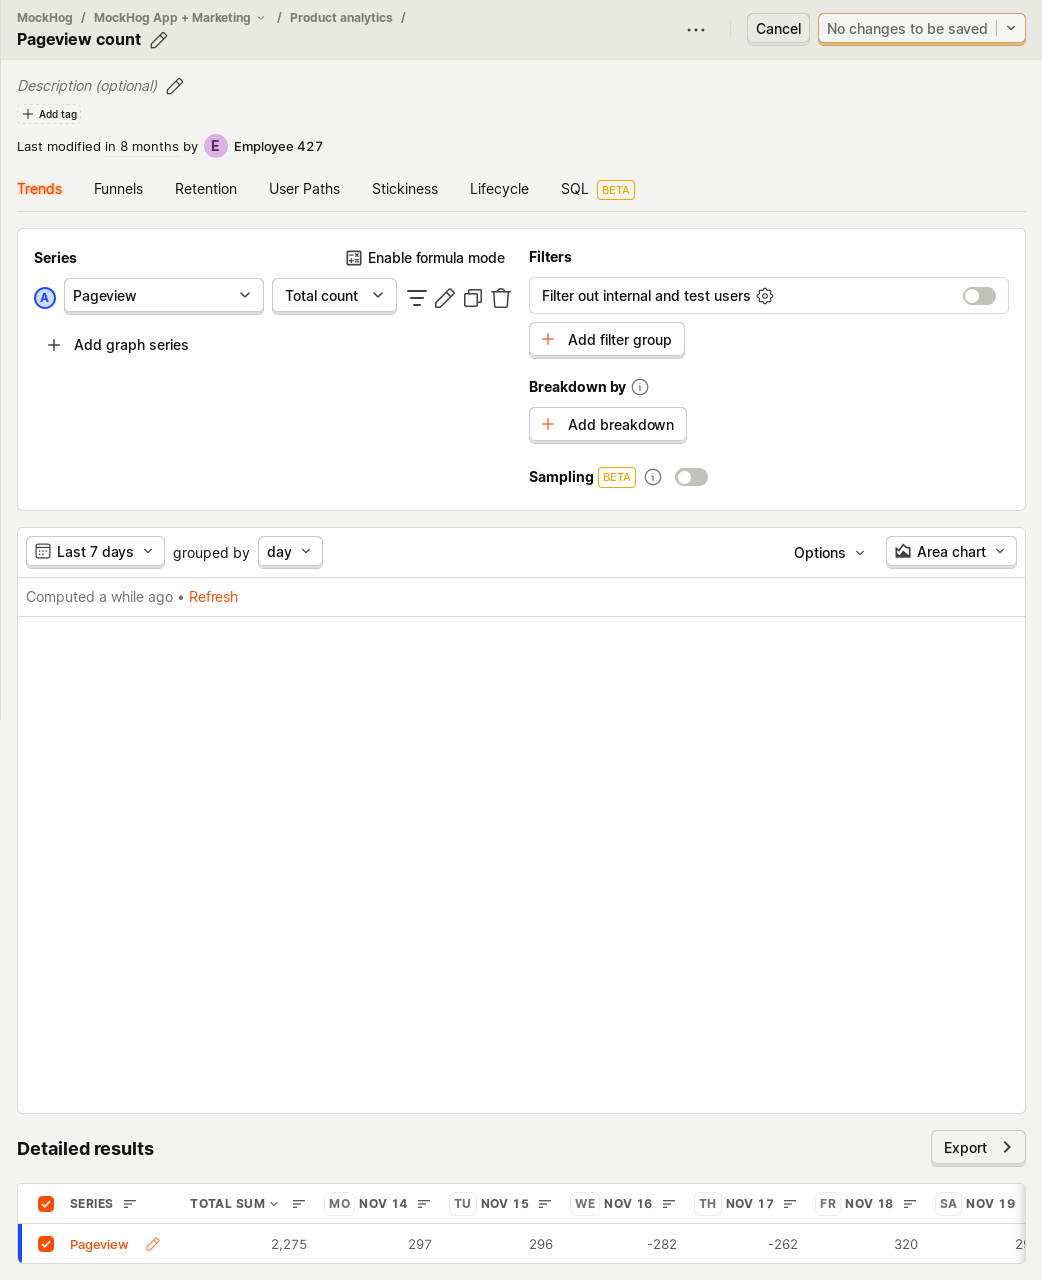 MockHog / MockHog App + Marketing / Product analytics /
Pageview count
Cancel
No changes to be saved
Description (optional)
Add tag
Last modified in 8 months by E Employee 427
Trends Funnels Retention User Paths Stickiness Lifecycle SQL BETA
Series
Enable formula mode
A Pageview Total count
Add graph series
Filters
Filter out internal and test users
Add filter group
Breakdown by
Add breakdown
Sampling BETA
Last 7 days grouped by day
Options Area chart
Computed a while ago • Refresh
Detailed results
Export
SERIES TOTAL SUM MO NOV 14 TU NOV 15 WE NOV 16 TH NOV 17 FR NOV 18 SA NOV 19
Pageview 2,275 297 296 -282 -262 320